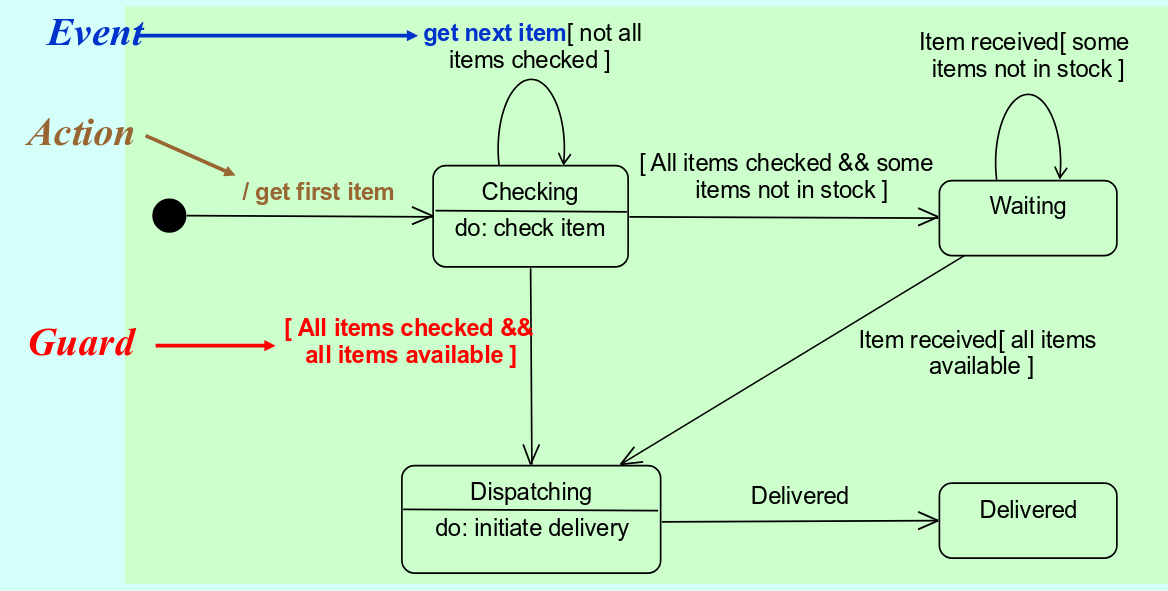 Event
get next item[ not all
items checked ]
Item received[ some
items not in stock ]
Action
/ get first item
Checking
do: check item
[ All items checked && some
items not in stock ]
Waiting
Guard
[ All items checked &&
all items available ]
Item received[ all items
available ]
Dispatching
do: initiate delivery
Delivered
Delivered